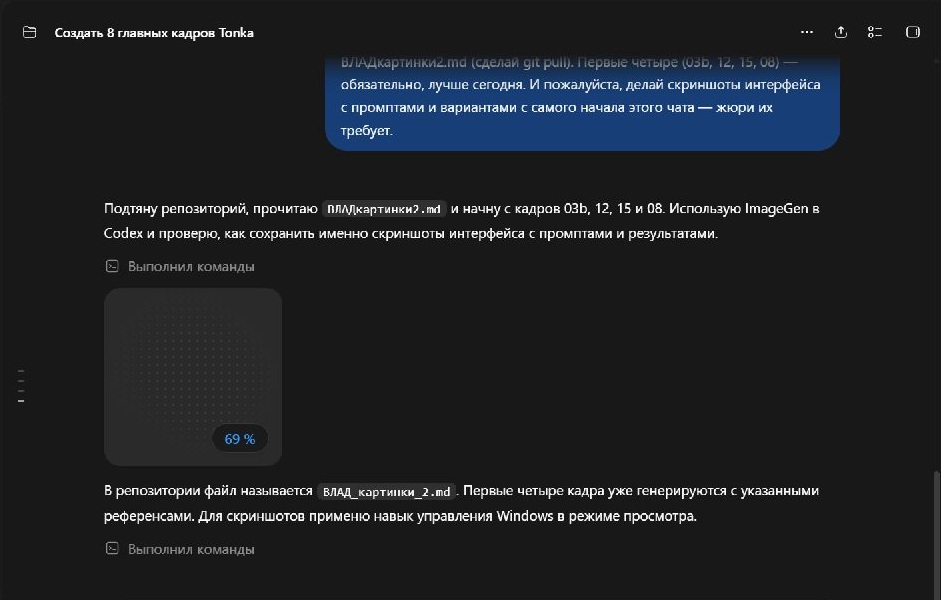 Создать 8 главных кадров Tonka
ВЛАДкартинки2.md (сделай git pull). Первые четыре (03b, 12, 15, 08) —
обязательно, лучше сегодня. И пожалуйста, делай скриншоты интерфейса
с промптами и вариантами с самого начала этого чата — жюри их
требует.
Подтяну репозиторий, прочитаю ВЛАДкартинки2.md и начну с кадров 03b, 12, 15 и 08. Использую ImageGen в
Codex и проверю, как сохранить именно скриншоты интерфейса с промптами и результатами.
Выполнил команды
69 %
В репозитории файл называется ВЛАД_картинки_2.md. Первые четыре кадра уже генерируются с указанными
референсами. Для скриншотов применю навык управления Windows в режиме просмотра.
Выполнил команды